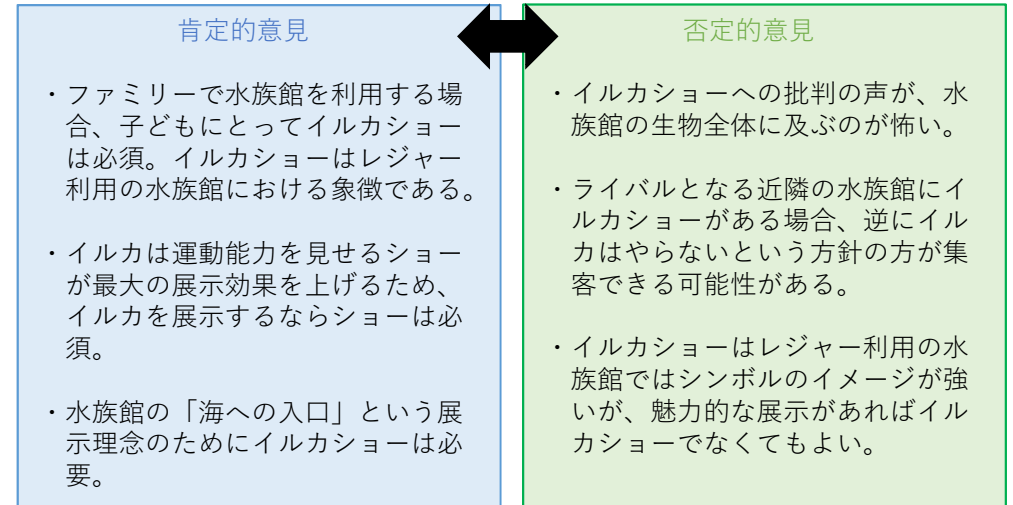 肯定的意見
・ファミリーで水族館を利用する場
合、子どもにとってイルカショー
は必須。イルカショーはレジャー
利用の水族館における象徴である。
・イルカは運動能力を見せるショー
が最大の展示効果を上げるため、
イルカを展示するならショーは必
須。
・水族館の「海への入口」という展
示理念のためにイルカショーは必
要。
否定的意見
・イルカショーへの批判の声が、水
族館の生物全体に及ぶのが怖い。
・ライバルとなる近隣の水族館にイ
ルカショーがある場合、逆にイル
カはやらないという方針の方が集
客できる可能性がある。
・イルカショーはレジャー利用の水
族館ではシンボルのイメージが強
いが、魅力的な展示があればイル
カショーでなくてもよい。